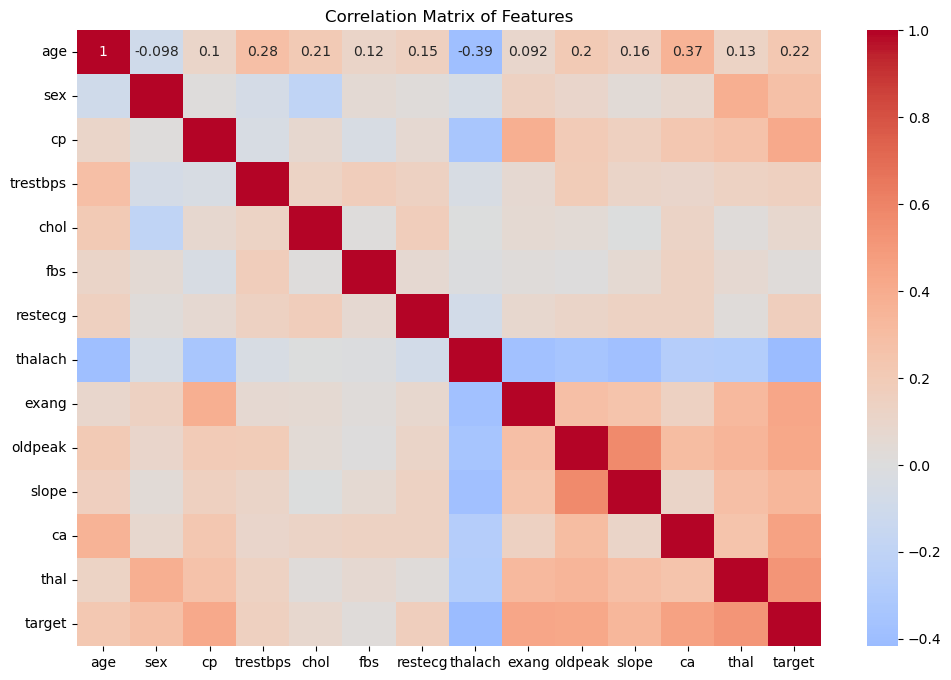 Correlation Matrix of Features
age 1 -0.098 0.1 0.28 0.21 0.12 0.15 -0.39 0.092 0.2 0.16 0.37 0.13 0.22
sex
cp
trestbps
chol
fbs
restecg
thalach
exang
oldpeak
slope
ca
thal
target
age sex cp trestbps chol fbs restecg thalach exang oldpeak slope ca thal target
1.0
0.8
0.6
0.4
0.2
0.0
−0.2
−0.4